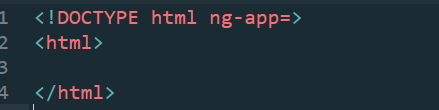 1 <!DOCTYPE html ng-app=>
2 <html>
3
4 </html>